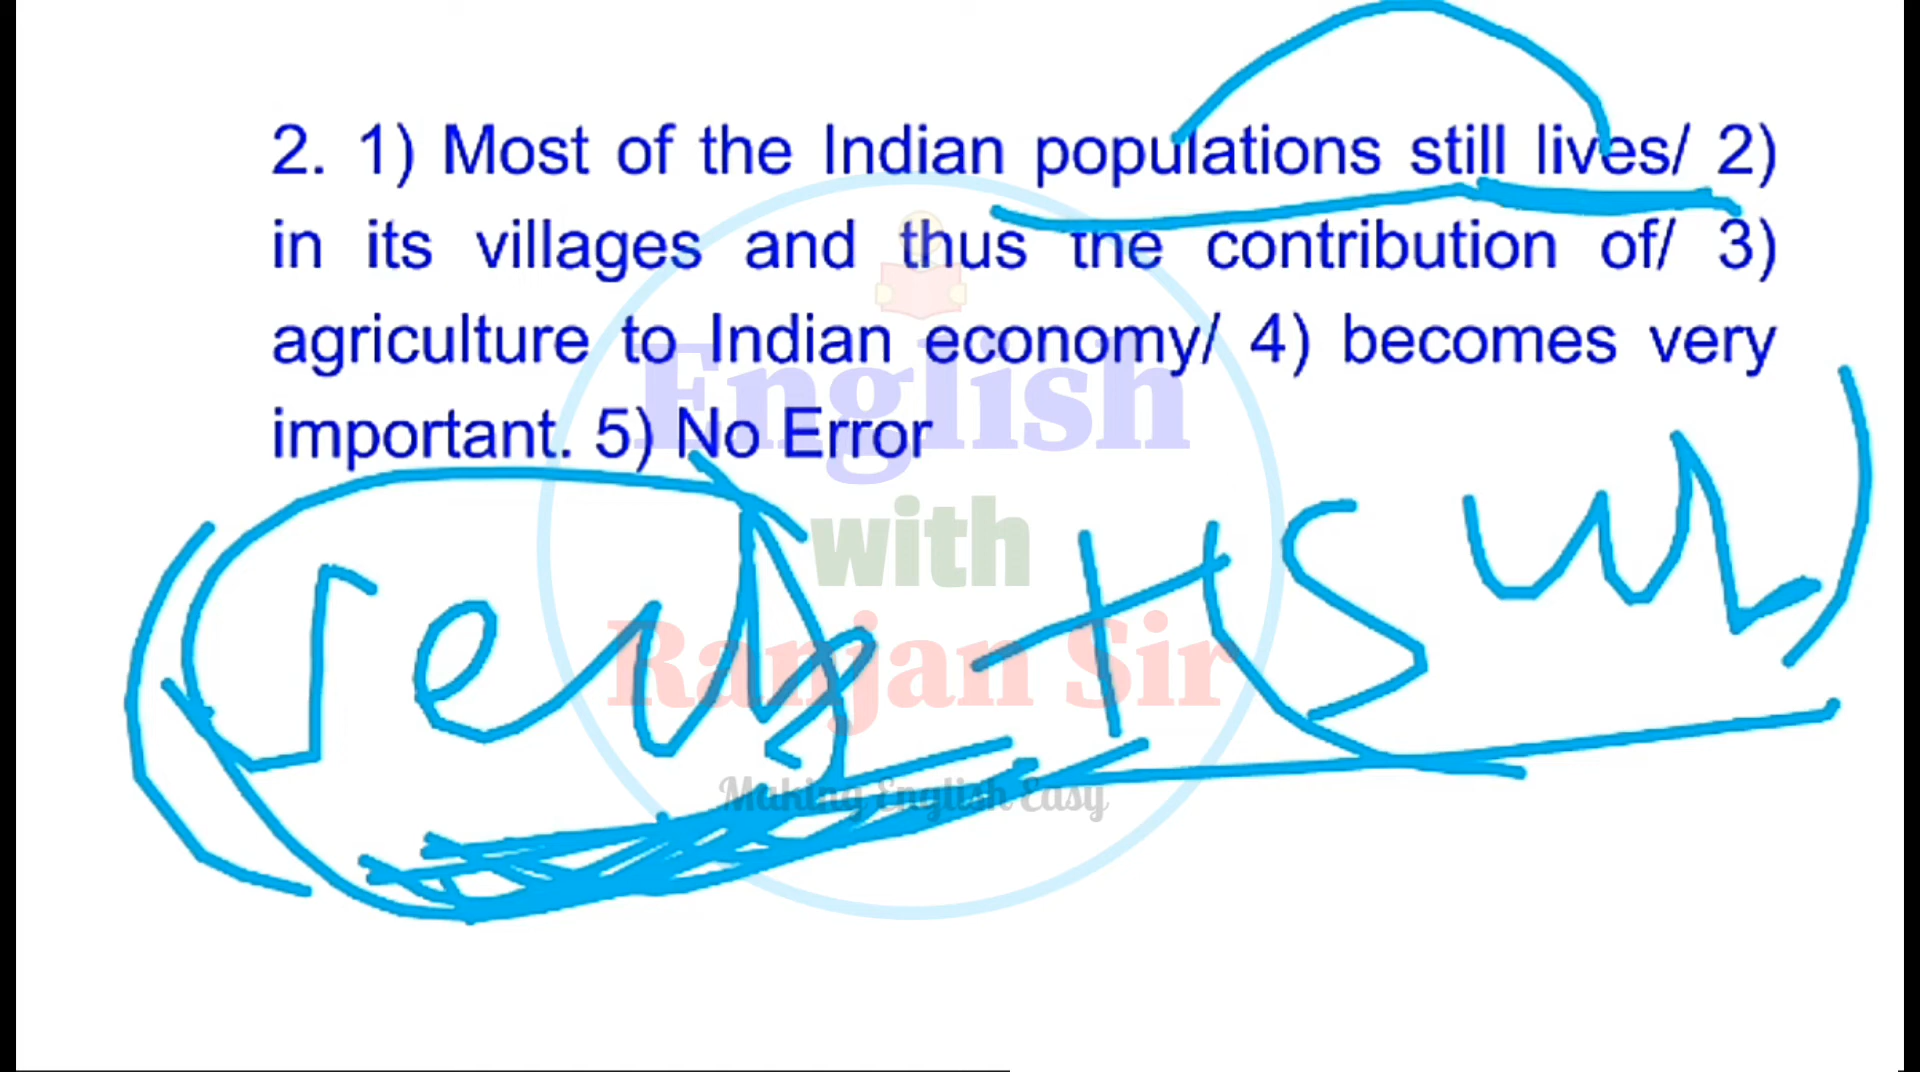 2. 1) Most of the Indian populations still lives/ 2)
in its villages and thus the contribution of/ 3)
agriculture to Indian economy/ 4) becomes very
important. 5) No Error
English
with
Ranjan Sir
Making English Easy